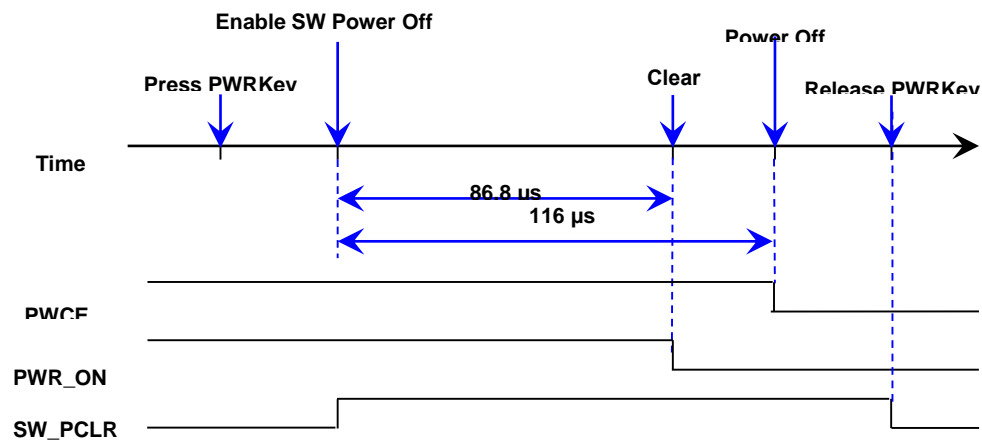 Enable SW Power Off
Power Off
Press PWRKey
Clear
Release PWRKey
Time
86.8 us
116 µs
PWCE
PWR_ON
SW_PCLR